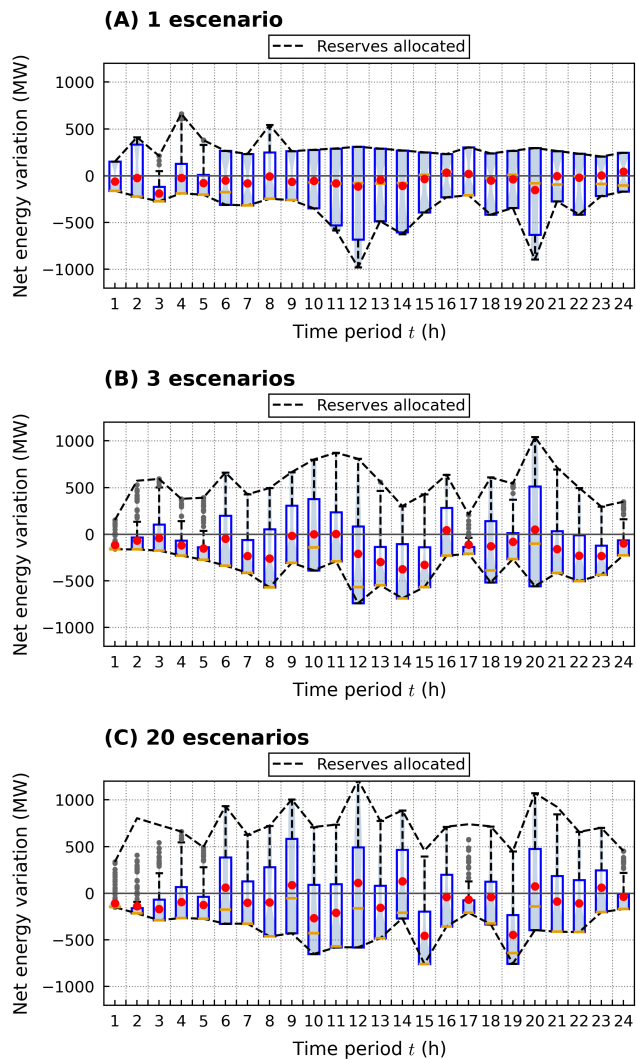 (A) 1 escenario
Reserves allocated
Net energy variation (MW)
1000
500
0
−500
−1000
1 2 3 4 5 6 7 8 9 10 11 12 13 14 15 16 17 18 19 20 21 22 23 24
Time period t (h)
(B) 3 escenarios
Reserves allocated
Net energy variation (MW)
1000
500
0
−500
−1000
1 2 3 4 5 6 7 8 9 10 11 12 13 14 15 16 17 18 19 20 21 22 23 24
Time period t (h)
(C) 20 escenarios
Reserves allocated
Net energy variation (MW)
1000
500
0
−500
−1000
1 2 3 4 5 6 7 8 9 10 11 12 13 14 15 16 17 18 19 20 21 22 23 24
Time period t (h)